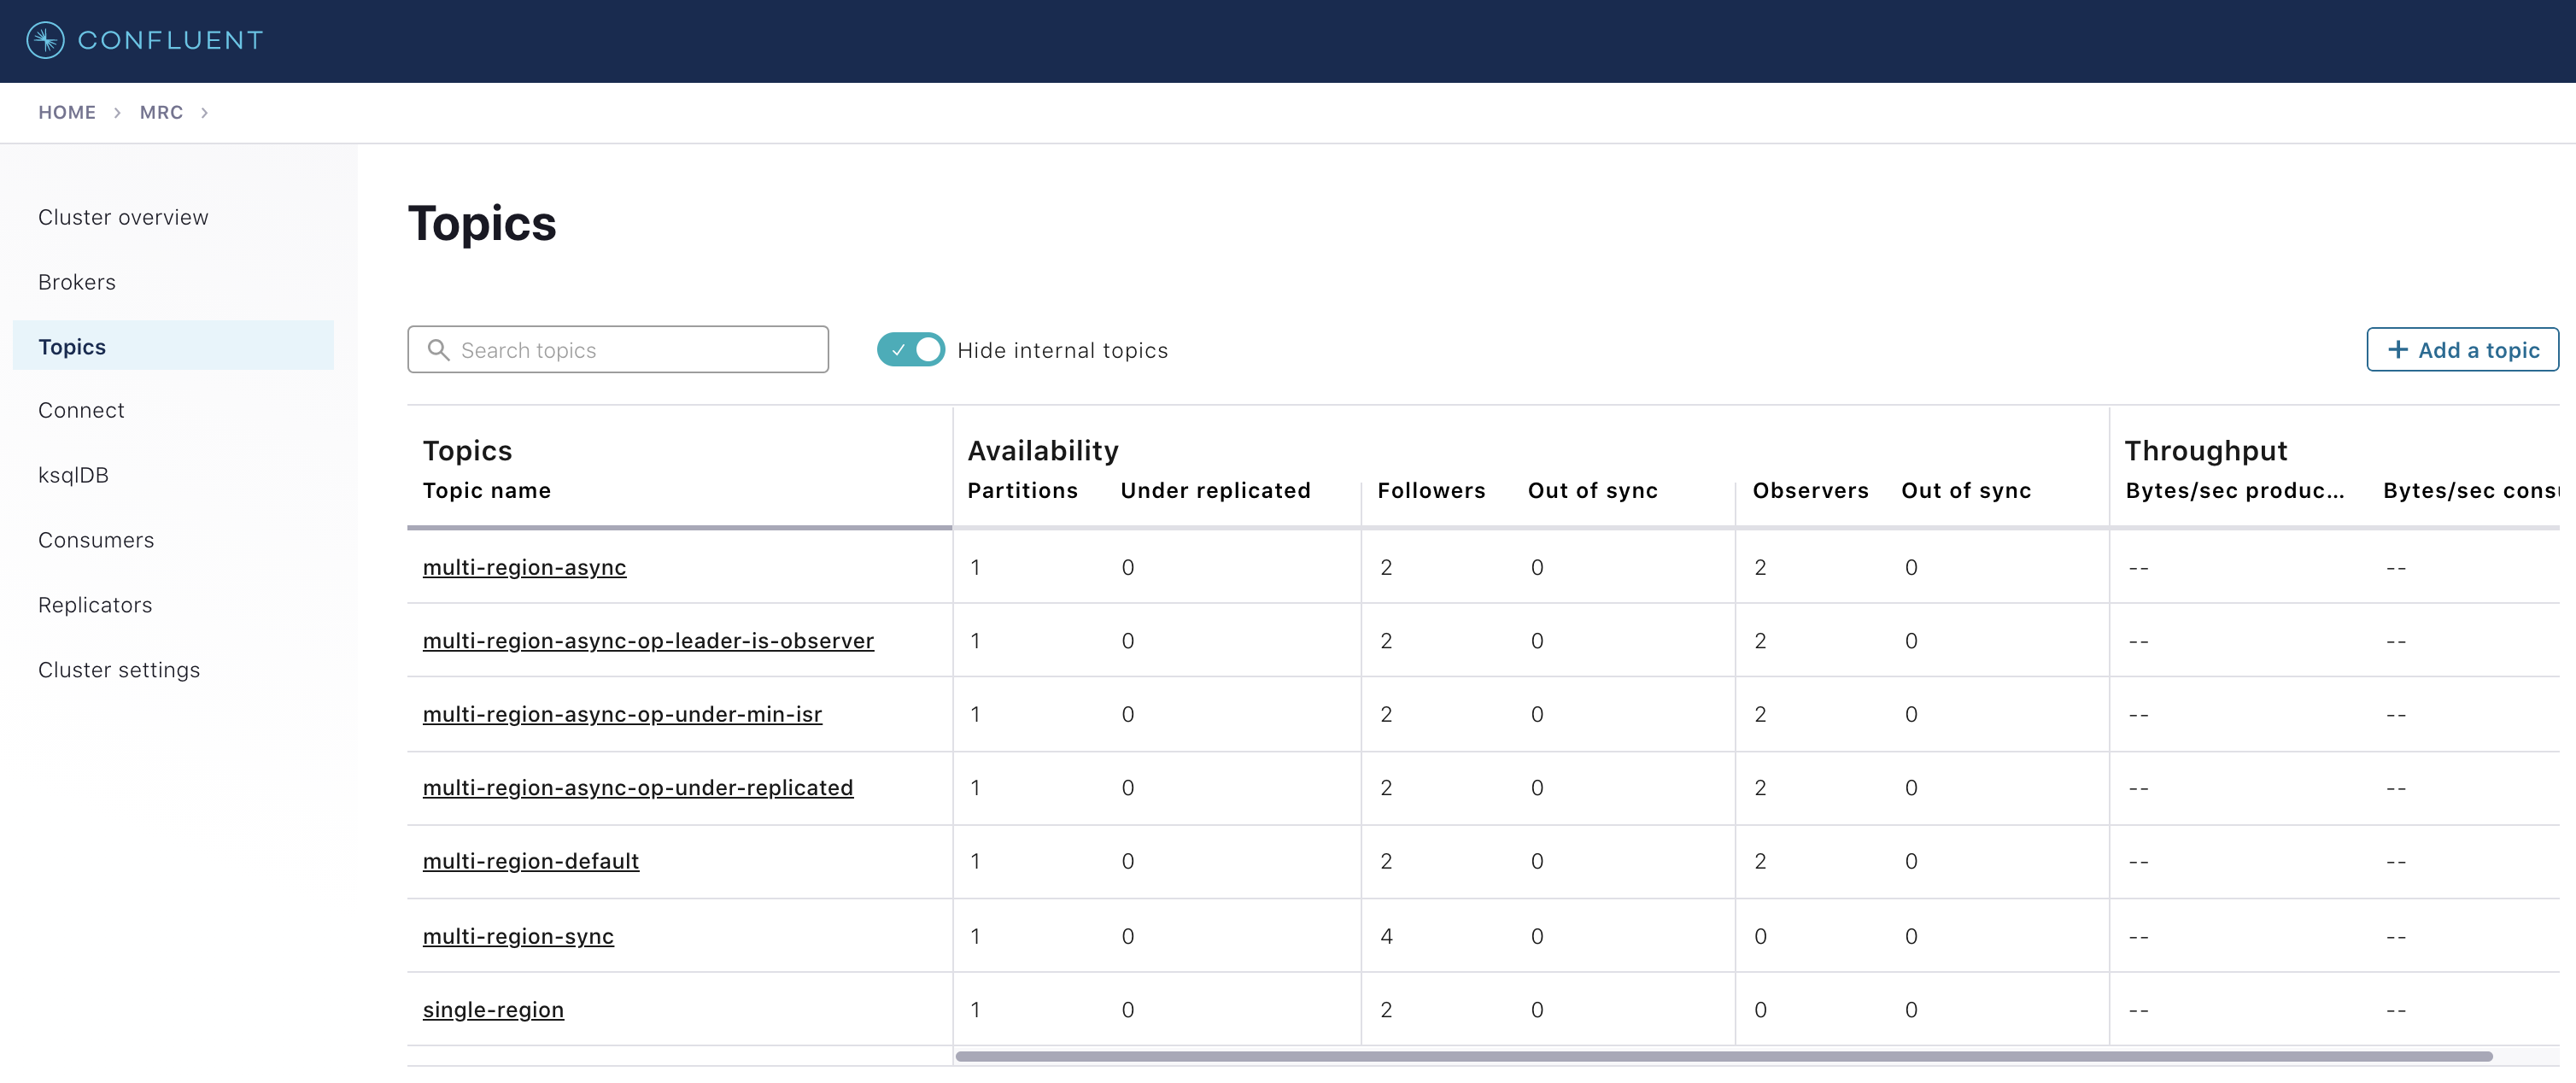 CONFLUENT
HOME > MRC >
Cluster overview
Brokers
Topics
Connect
ksqlDB
Consumers
Replicators
Cluster settings
Topics
Search topics
Hide internal topics
+ Add a topic
Topics Availability Throughput
Topic name Partitions Under replicated Followers Out of sync Observers Out of sync Bytes/sec produc... Bytes/sec consu
multi-region-async 1 0 2 0 2 0 -- --
multi-region-async-op-leader-is-observer 1 0 2 0 2 0 -- --
multi-region-async-op-under-min-isr 1 0 2 0 2 0 -- --
multi-region-async-op-under-replicated 1 0 2 0 2 0 -- --
multi-region-default 1 0 2 0 2 0 -- --
multi-region-sync 1 0 4 0 0 0 -- --
single-region 1 0 2 0 0 0 -- --